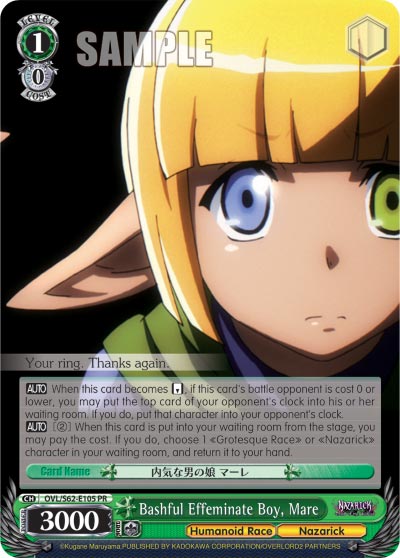 LEVEL
1
0
COST
SAMPLE
Your ring. Thanks again.
AUTO When this card becomes [ ], if this card's battle opponent is cost 0 or
lower, you may put the top card of your opponent's clock into his or her
waiting room. If you do, put that character into your opponent's clock.
AUTO [②] When this card is put into your waiting room from the stage, you
may pay the cost. If you do, choose 1 «Grotesque Race» or «Nazarick»
character in your waiting room, and return it to your hand.
Card Name 内気な男の娘 マーレ
CH OVL/S62-E105 PR
3000 Bashful Effeminate Boy, Mare NAZARICK
Humanoid Race Nazarick
©Kugane Maruyama,PUBLISHED BY KADOKAWA CORPORATION/OVERLORD2 PARTNERS